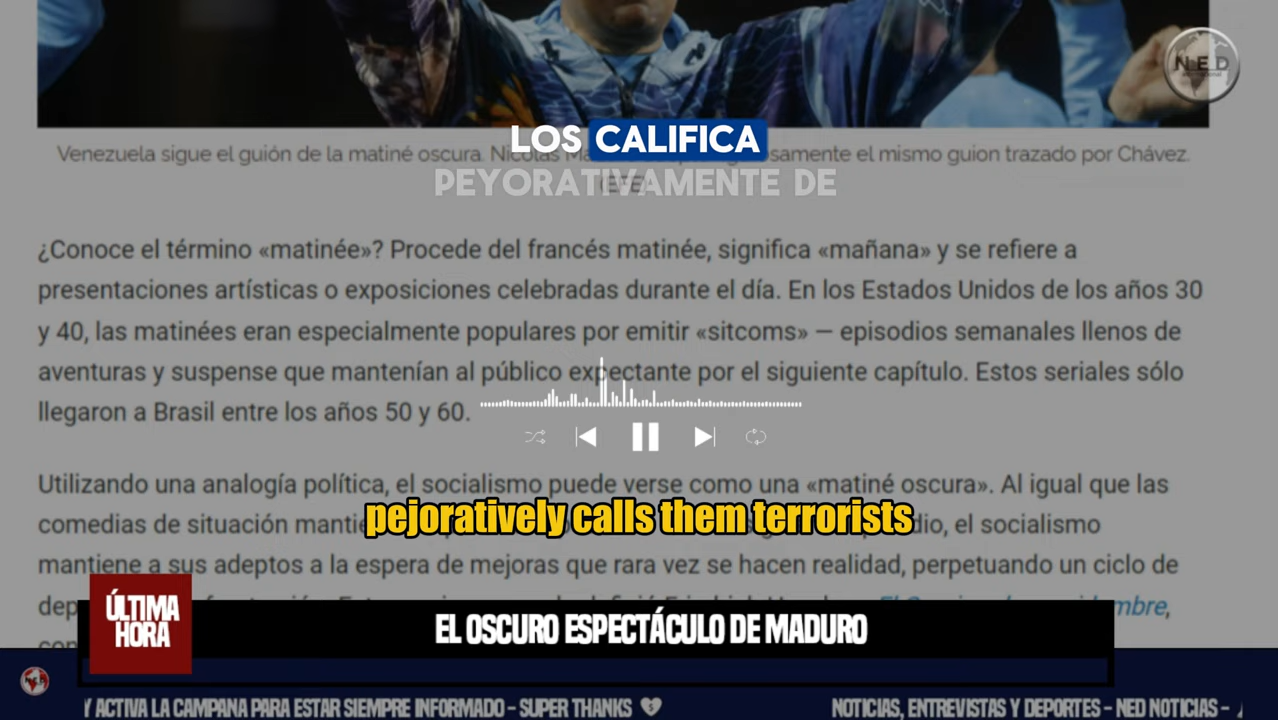 N.E.D
LOS CALIFICA
Venezuela sigue el guión de la matiné oscura. Nicolás samente el mismo guion trazado por Chávez.
PEYORATIVAMENTE DE
(EFE)
¿Conoce el término «matinée»? Procede del francés matinée, significa «mañana» y se refiere a
presentaciones artísticas o exposiciones celebradas durante el día. En los Estados Unidos de los años 30
y 40, las matinées eran especialmente populares por emitir «sitcoms» — episodios semanales llenos de
aventuras y suspense que mantenían al público expectante por el siguiente capítulo. Estos seriales sólo
llegaron a Brasil entre los años 50 y 60.
Utilizando una analogía política, el socialismo puede verse como una «matiné oscura». Al igual que las
pejoratively calls them terrorists
comedias de situación dio, el socialismo
mantiene a sus adeptos a la espera de mejoras que rara vez se hacen realidad, perpetuando un ciclo de
ÚLTIMA
HORA
EL OSCURO ESPECTÁCULO DE MADURO
Y ACTIVA LA CAMPANA PARA ESTAR SIEMPRE INFORMADO - SUPER THANKS
NOTICIAS, ENTREVISTAS Y DEPORTES - NED NOTICIAS -